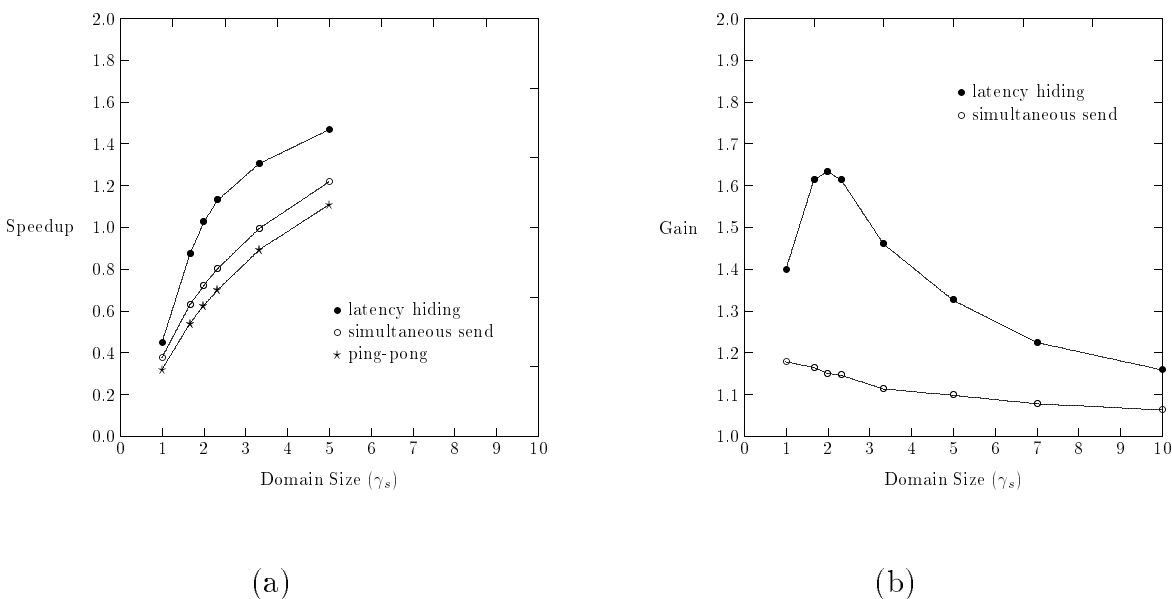 2.0
1.8
1.6
1.4
1.2
1.0
0.8
0.6
0.4
0.2
0.0
Speedup
latency hiding
simultaneous send
ping-pong
0 1 2 3 4 5 6 7 8 9 10
Domain Size (γs)
(a)
2.0
1.9
1.8
1.7
1.6
1.5
1.4
1.3
1.2
1.1
1.0
Gain
latency hiding
simultaneous send
0 1 2 3 4 5 6 7 8 9 10
Domain Size (γs)
(b)